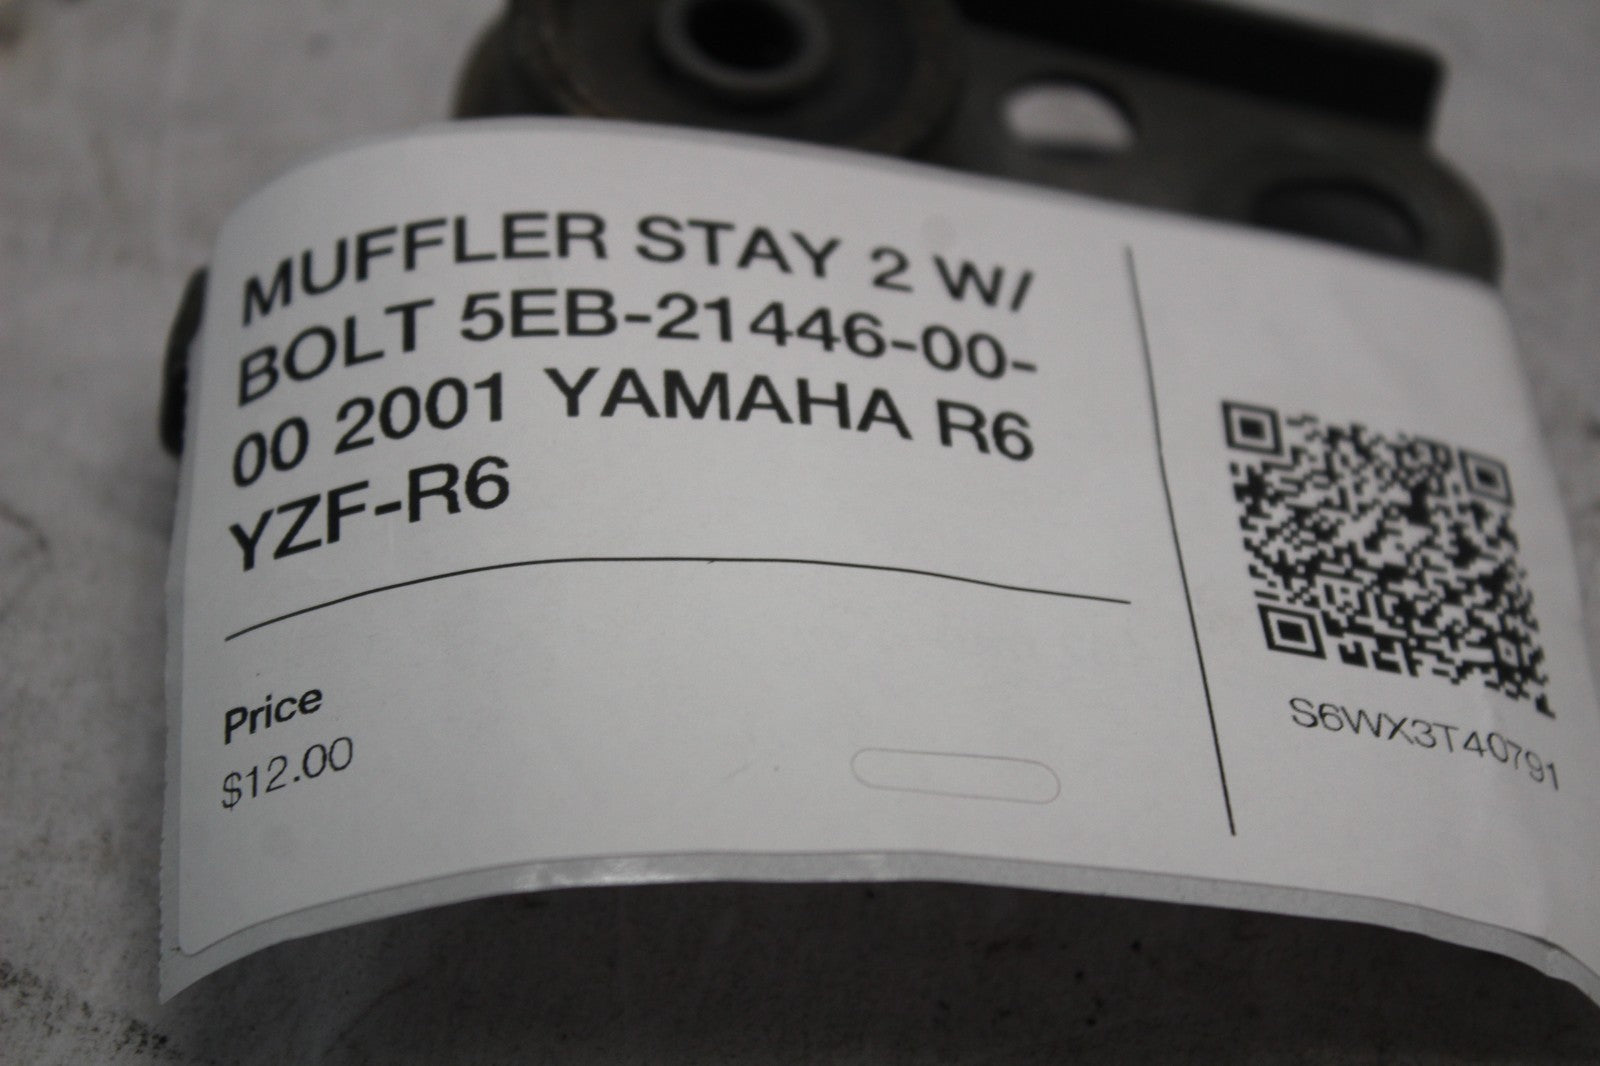 MUFFLER STAY 2 W/
BOLT 5EB-21446-00-
00 2001 YAMAHA R6
YZF-R6
Price
$12.00
S6WX3T40791